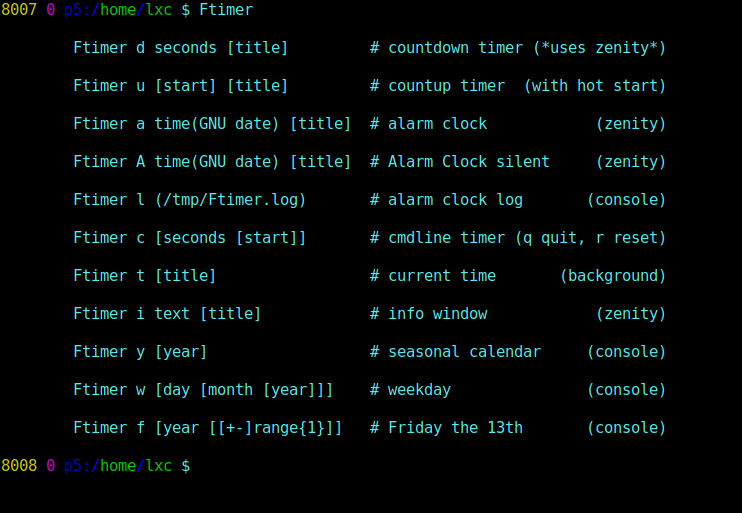 8007 0 p5:/home/lxc $ Ftimer
Ftimer d seconds [title]         # countdown timer (*uses zenity*)
Ftimer u [start] [title]         # countup timer  (with hot start)
Ftimer a time(GNU date) [title]  # alarm clock            (zenity)
Ftimer A time(GNU date) [title]  # Alarm Clock silent     (zenity)
Ftimer l (/tmp/Ftimer.log)       # alarm clock log       (console)
Ftimer c [seconds [start]]       # cmdline timer (q quit, r reset)
Ftimer t [title]                 # current time       (background)
Ftimer i text [title]            # info window            (zenity)
Ftimer y [year]                  # seasonal calendar     (console)
Ftimer w [day [month [year]]]    # weekday               (console)
Ftimer f [year [[+-]range{1}]]   # Friday the 13th       (console)
8008 0 p5:/home/lxc $